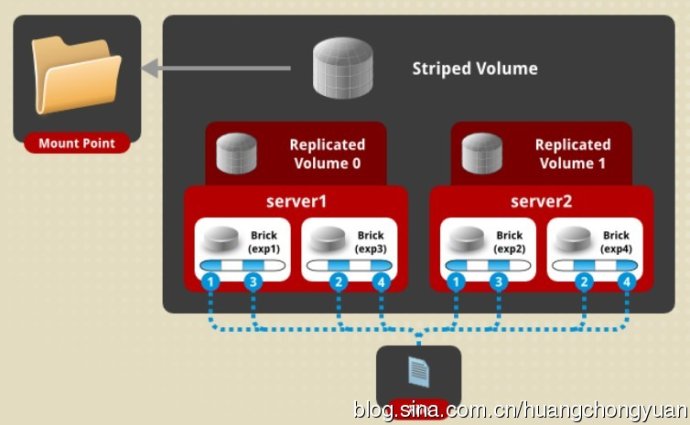 Striped Volume
Mount Point
Replicated
Volume 0
Replicated
Volume 1
server1
server2
Brick
(exp1)
Brick
(exp3)
Brick
(exp2)
Brick
(exp4)
1
3
2
4
1
3
2
4
blog.sina.com.cn/huangchongyuan